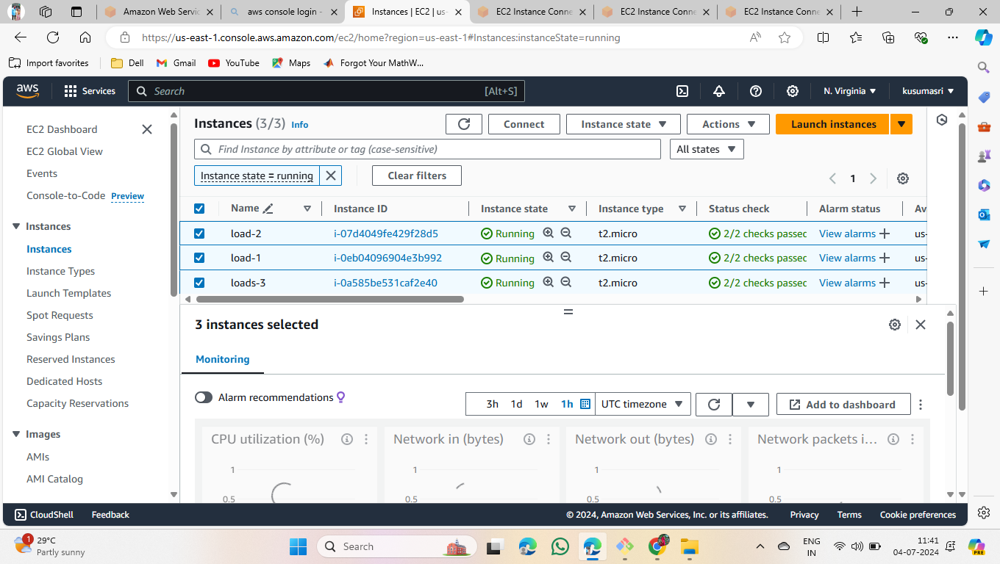 Amazon Web Servic
aws console login -
Instances | EC2 | us-
EC2 Instance Conne
EC2 Instance Conne
EC2 Instance Conne
https://us-east-1.console.aws.amazon.com/ec2/home?region=us-east-1#Instances:instanceState=running
Import favorites
Dell
Gmail
YouTube
Maps
Forgot Your MathW...
aws
Services
Search
[Alt+S]
N. Virginia
kusumasri
EC2 Dashboard
EC2 Global View
Events
Console-to-Code Preview
Instances
Instances
Instance Types
Launch Templates
Spot Requests
Savings Plans
Reserved Instances
Dedicated Hosts
Capacity Reservations
Images
AMIs
AMI Catalog
Instances (3/3) Info
Connect
Instance state
Actions
Launch instances
Find Instance by attribute or tag (case-sensitive)
All states
Instance state = running
Clear filters
1
Name Instance ID Instance state Instance type Status check Alarm status Av
load-2 i-07d4049fe429f28d5 Running t2.micro 2/2 checks passec View alarms us-
load-1 i-0eb04096904e3b992 Running t2.micro 2/2 checks passec View alarms us-
loads-3 i-0a585be531caf2e40 Running t2.micro 2/2 checks passec View alarms us-
3 instances selected
Monitoring
Alarm recommendations
3h 1d 1w 1h
UTC timezone
Add to dashboard
CPU utilization (%)
1
0.5
Network in (bytes)
1
0.5
Network out (bytes)
1
0.5
Network packets i...
1
0.5
CloudShell
Feedback
© 2024, Amazon Web Services, Inc. or its affiliates.
Privacy
Terms
Cookie preferences
1
29°C
Partly sunny
Search
ENG
IN
11:41
04-07-2024
PRE